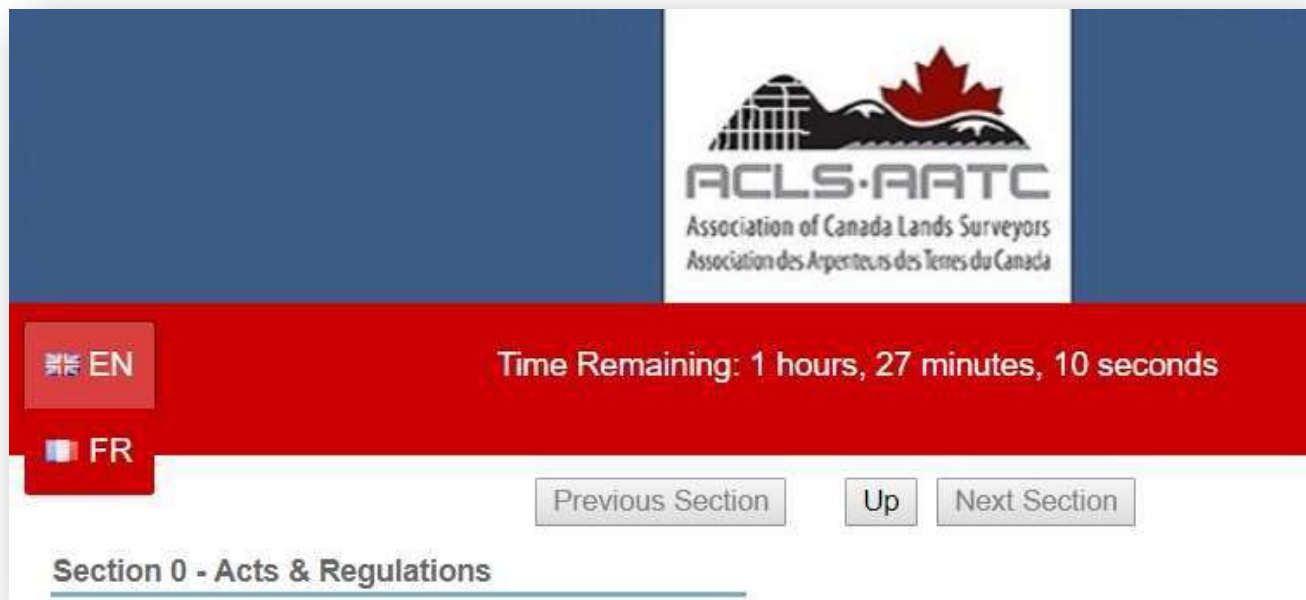 ACLS·AATC
Association of Canada Lands Surveyors
Association des Arpenteurs des Terres du Canada
EN
Time Remaining: 1 hours, 27 minutes, 10 seconds
FR
Previous Section
Up
Next Section
Section 0 - Acts & Regulations